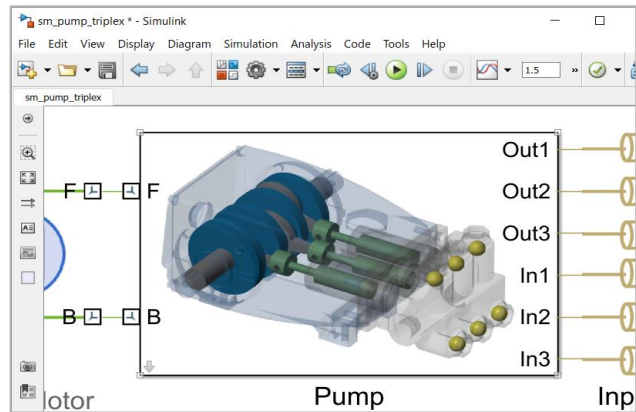 sm_pump_triplex * - Simulink
File Edit View Display Diagram Simulation Analysis Code Tools Help
1.5 »
sm_pump_triplex
Out1
F F Out2
Out3
In1
B B In2
In3
lotor Pump Inp